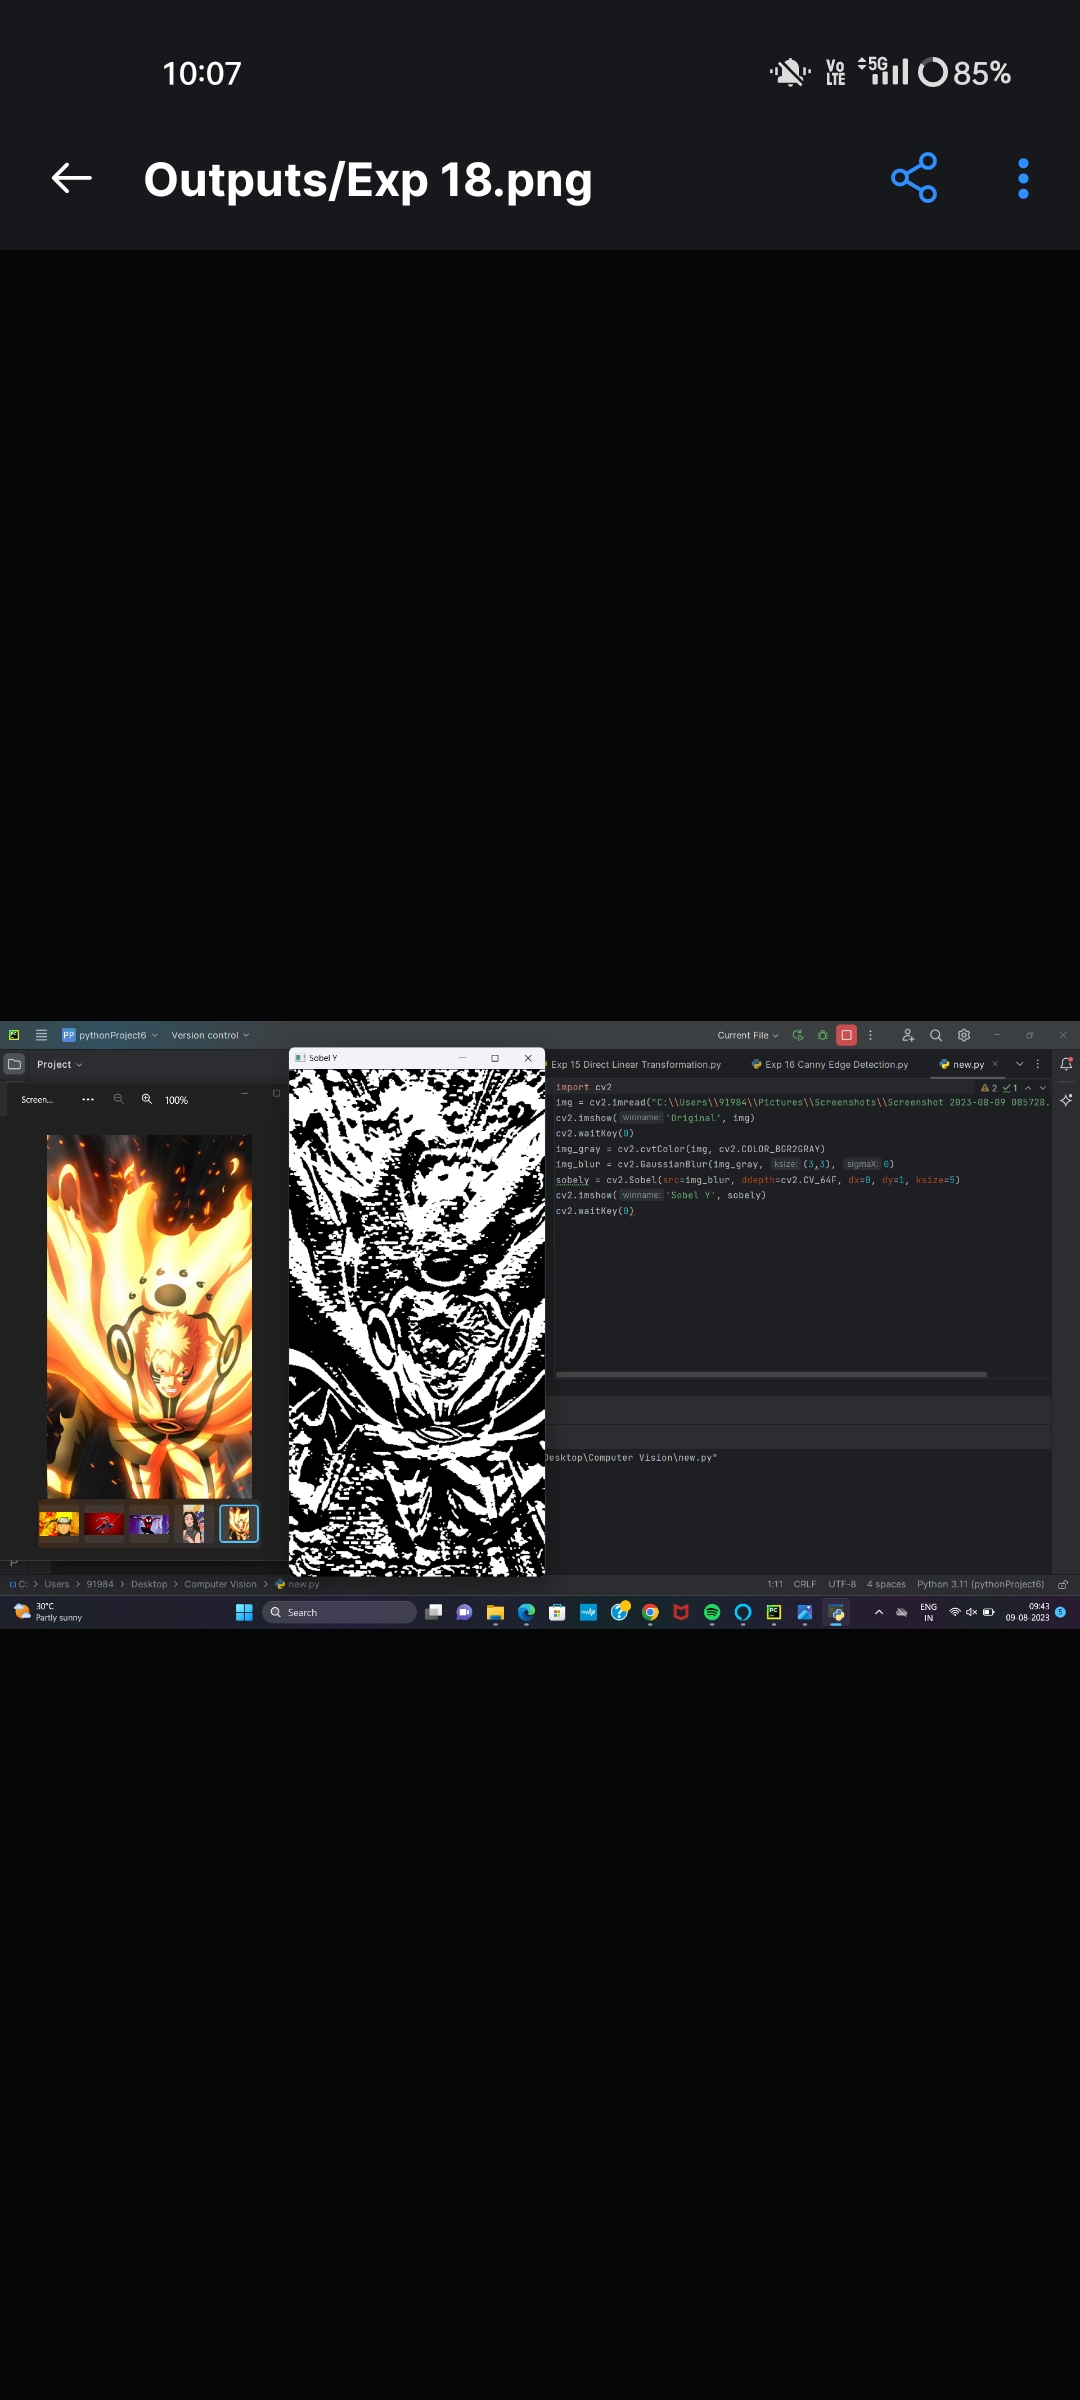 10:07
Vo LTE 5G 85%
Outputs/Exp 18.png
PP pythonProject6 Version control Current File
Project
Sobel Y
Exp 15 Direct Linear Transformation.py Exp 16 Canny Edge Detection.py new.py
Screen... 100%
2 1
import cv2
img = cv2.imread("C:\\Users\\91984\\Pictures\\Screenshots\\Screenshot 2023-08-09 085728.
cv2.imshow( winname: 'Original', img)
cv2.waitKey(0)
img_gray = cv2.cvtColor(img, cv2.COLOR_BGR2GRAY)
img_blur = cv2.GaussianBlur(img_gray, ksize: (3,3), sigmaX: 0)
sobely = cv2.Sobel(src=img_blur, ddepth=cv2.CV_64F, dx=0, dy=1, ksize=5)
cv2.imshow( winname: 'Sobel Y', sobely)
cv2.waitKey(0)
Desktop\Computer Vision\new.py"
C: > Users > 91984 > Desktop > Computer Vision > new.py 1:11 CRLF UTF-8 4 spaces Python 3.11 (pythonProject6)
30°C
Partly sunny
Search
ENG
IN
09:43
09-08-2023
5